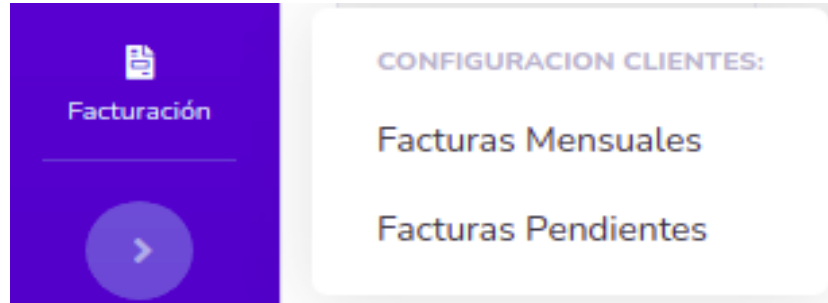 Facturación
CONFIGURACION CLIENTES:
Facturas Mensuales
Facturas Pendientes